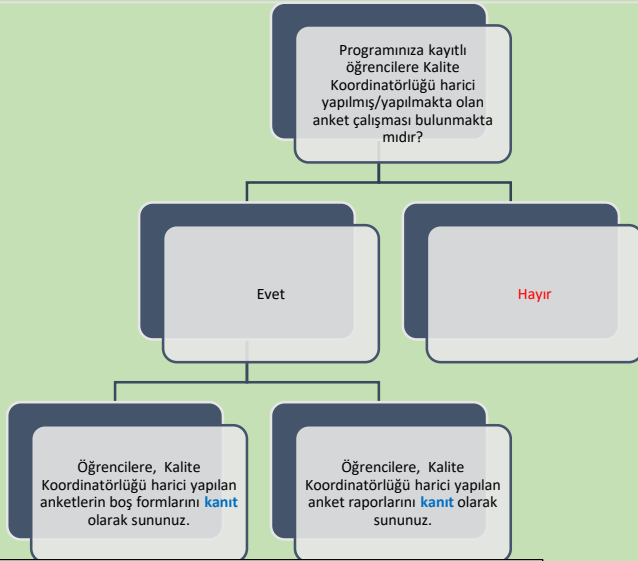 Programınıza kayıtlı
öğrencilere Kalite
Koordinatörlüğü harici
yapılmış/yapılmakta olan
anket çalışması bulunmakta
mıdır?
Evet
Hayır
Öğrencilere, Kalite
Koordinatörlüğü harici yapılan
anketlerin boş formlarını kanıt
olarak sununuz.
Öğrencilere, Kalite
Koordinatörlüğü harici yapılan
anket raporlarını kanıt olarak
sununuz.